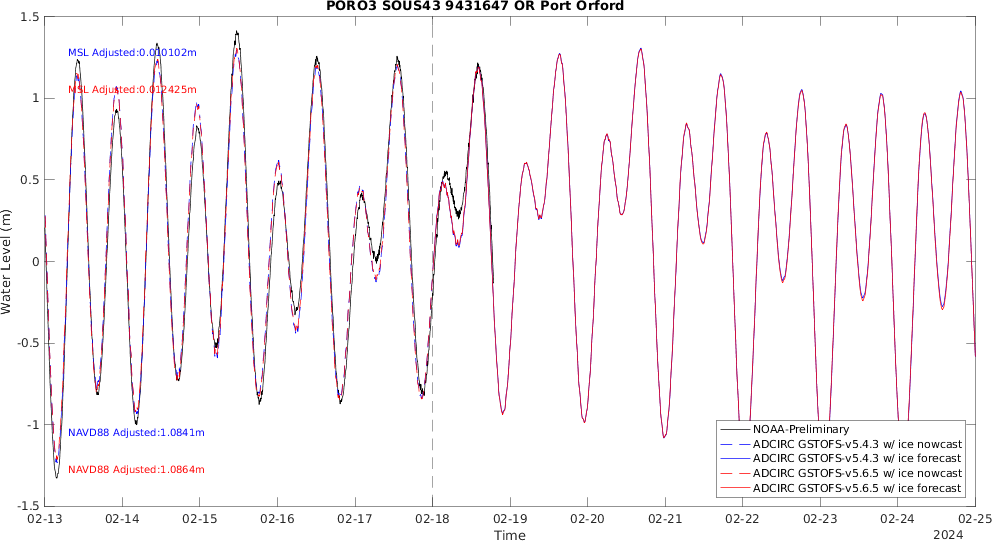 PORO3 SOUS43 9431647 OR Port Orford
1.5
1
0.5
0
-0.5
-1
-1.5
Water Level (m)
MSL Adjusted:0.010102m
MSL Adjusted:0.012425m
NAVD88 Adjusted:1.0841m
NAVD88 Adjusted:1.0864m
NOAA-Preliminary
ADCIRC GSTOFS-v5.4.3 w/ ice nowcast
ADCIRC GSTOFS-v5.4.3 w/ ice forecast
ADCIRC GSTOFS-v5.6.5 w/ ice nowcast
ADCIRC GSTOFS-v5.6.5 w/ ice forecast
02-13 02-14 02-15 02-16 02-17 02-18 02-19 02-20 02-21 02-22 02-23 02-24 02-25
Time
2024